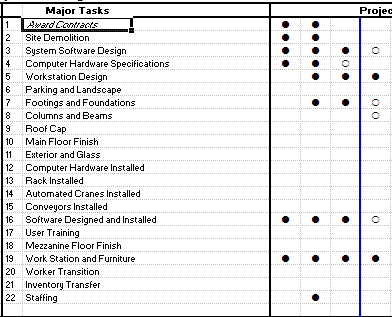 Major Tasks Projec
1 Award Contracts ● ●
2 Site Demolition ● ●
3 System Software Design ● ● ● ○
4 Computer Hardware Specifications ● ● ○
5 Workstation Design ● ● ●
6 Parking and Landscape
7 Footings and Foundations ● ● ○
8 Columns and Beams ○
9 Roof Cap
10 Main Floor Finish
11 Exterior and Glass
12 Computer Hardware Installed
13 Rack Installed
14 Automated Cranes Installed
15 Conveyors Installed
16 Software Designed and Installed ● ● ● ○
17 User Training
18 Mezzanine Floor Finish
19 Work Station and Furniture ● ● ● ●
20 Worker Transition
21 Inventory Transfer
22 Staffing ●